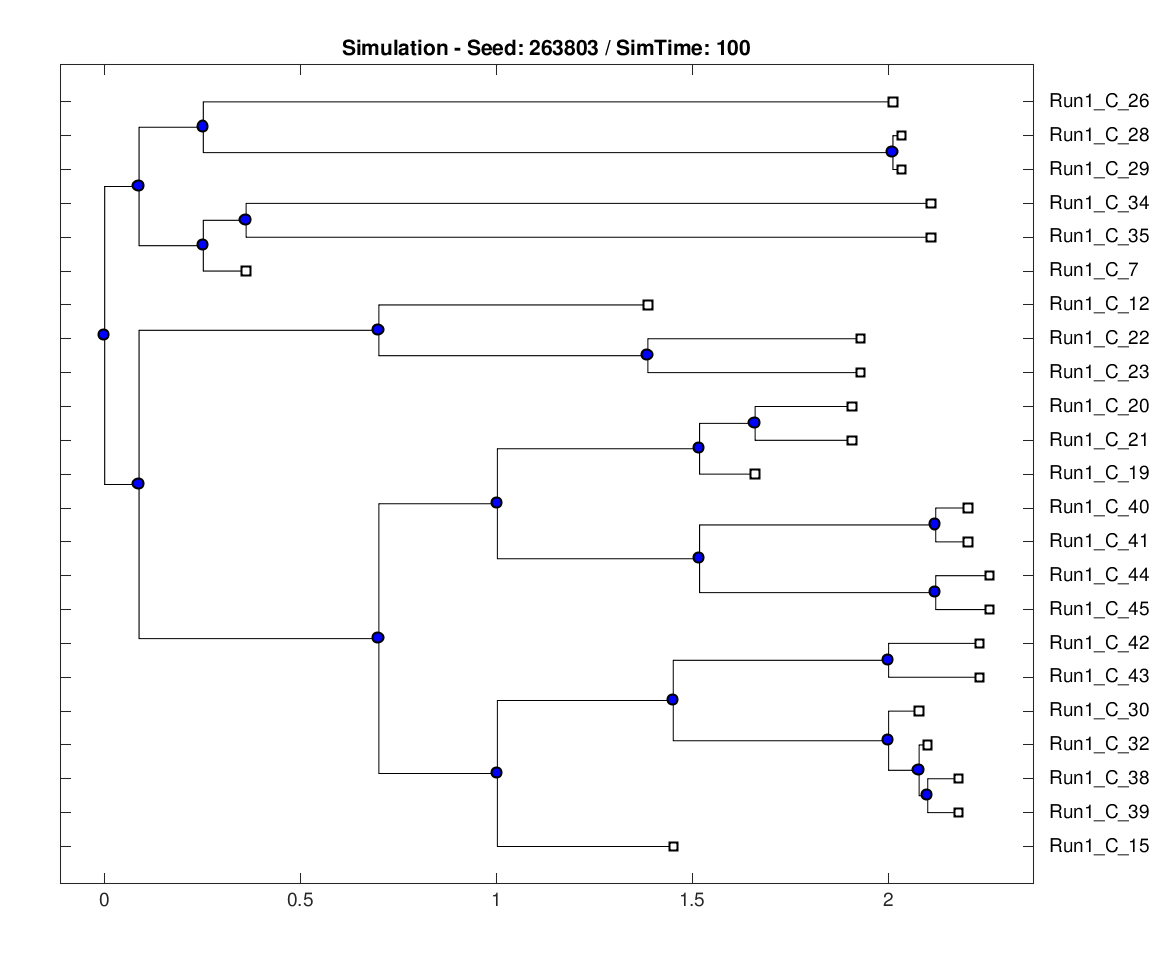 Simulation - Seed: 263803 / SimTime: 100
Run1_C_26
Run1_C_28
Run1_C_29
Run1_C_34
Run1_C_35
Run1_C_7
Run1_C_12
Run1_C_22
Run1_C_23
Run1_C_20
Run1_C_21
Run1_C_19
Run1_C_40
Run1_C_41
Run1_C_44
Run1_C_45
Run1_C_42
Run1_C_43
Run1_C_30
Run1_C_32
Run1_C_38
Run1_C_39
Run1_C_15
0 0.5 1 1.5 2